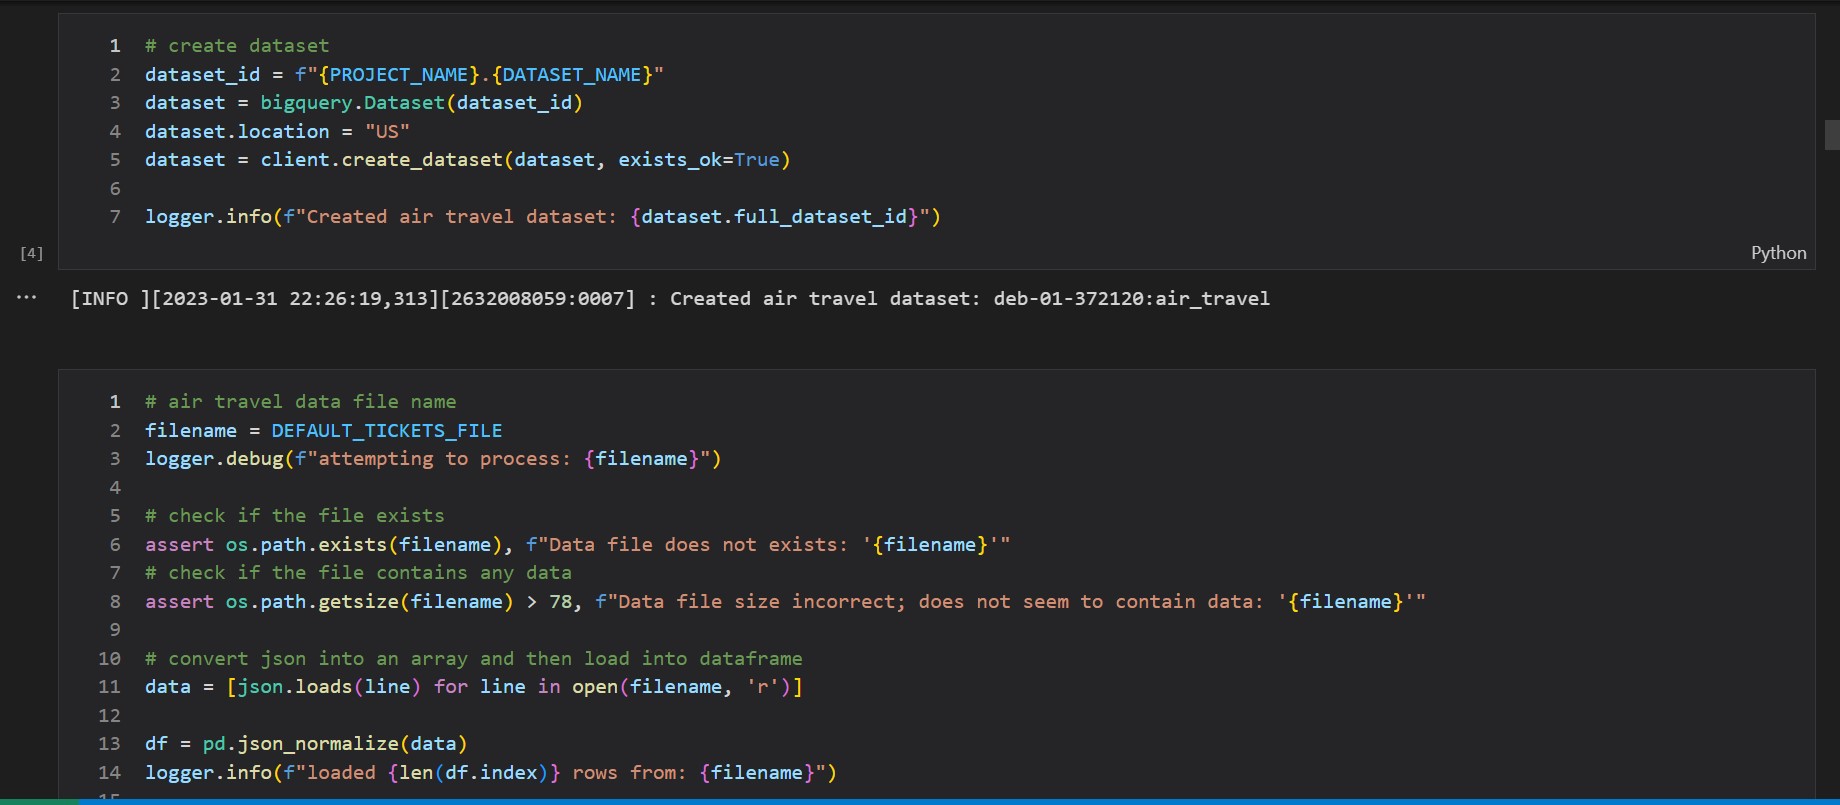 1 # create dataset
2 dataset_id = f"{PROJECT_NAME}.{DATASET_NAME}"
3 dataset = bigquery.Dataset(dataset_id)
4 dataset.location = "US"
5 dataset = client.create_dataset(dataset, exists_ok=True)
6
7 logger.info(f"Created air travel dataset: {dataset.full_dataset_id}")
[4]
Python
... [INFO ][2023-01-31 22:26:19,313][2632008059:0007] : Created air travel dataset: deb-01-372120:air_travel
1 # air travel data file name
2 filename = DEFAULT_TICKETS_FILE
3 logger.debug(f"attempting to process: {filename}")
4
5 # check if the file exists
6 assert os.path.exists(filename), f"Data file does not exists: '{filename}'"
7 # check if the file contains any data
8 assert os.path.getsize(filename) > 78, f"Data file size incorrect; does not seem to contain data: '{filename}'"
9
10 # convert json into an array and then load into dataframe
11 data = [json.loads(line) for line in open(filename, 'r')]
12
13 df = pd.json_normalize(data)
14 logger.info(f"loaded {len(df.index)} rows from: {filename}")
15